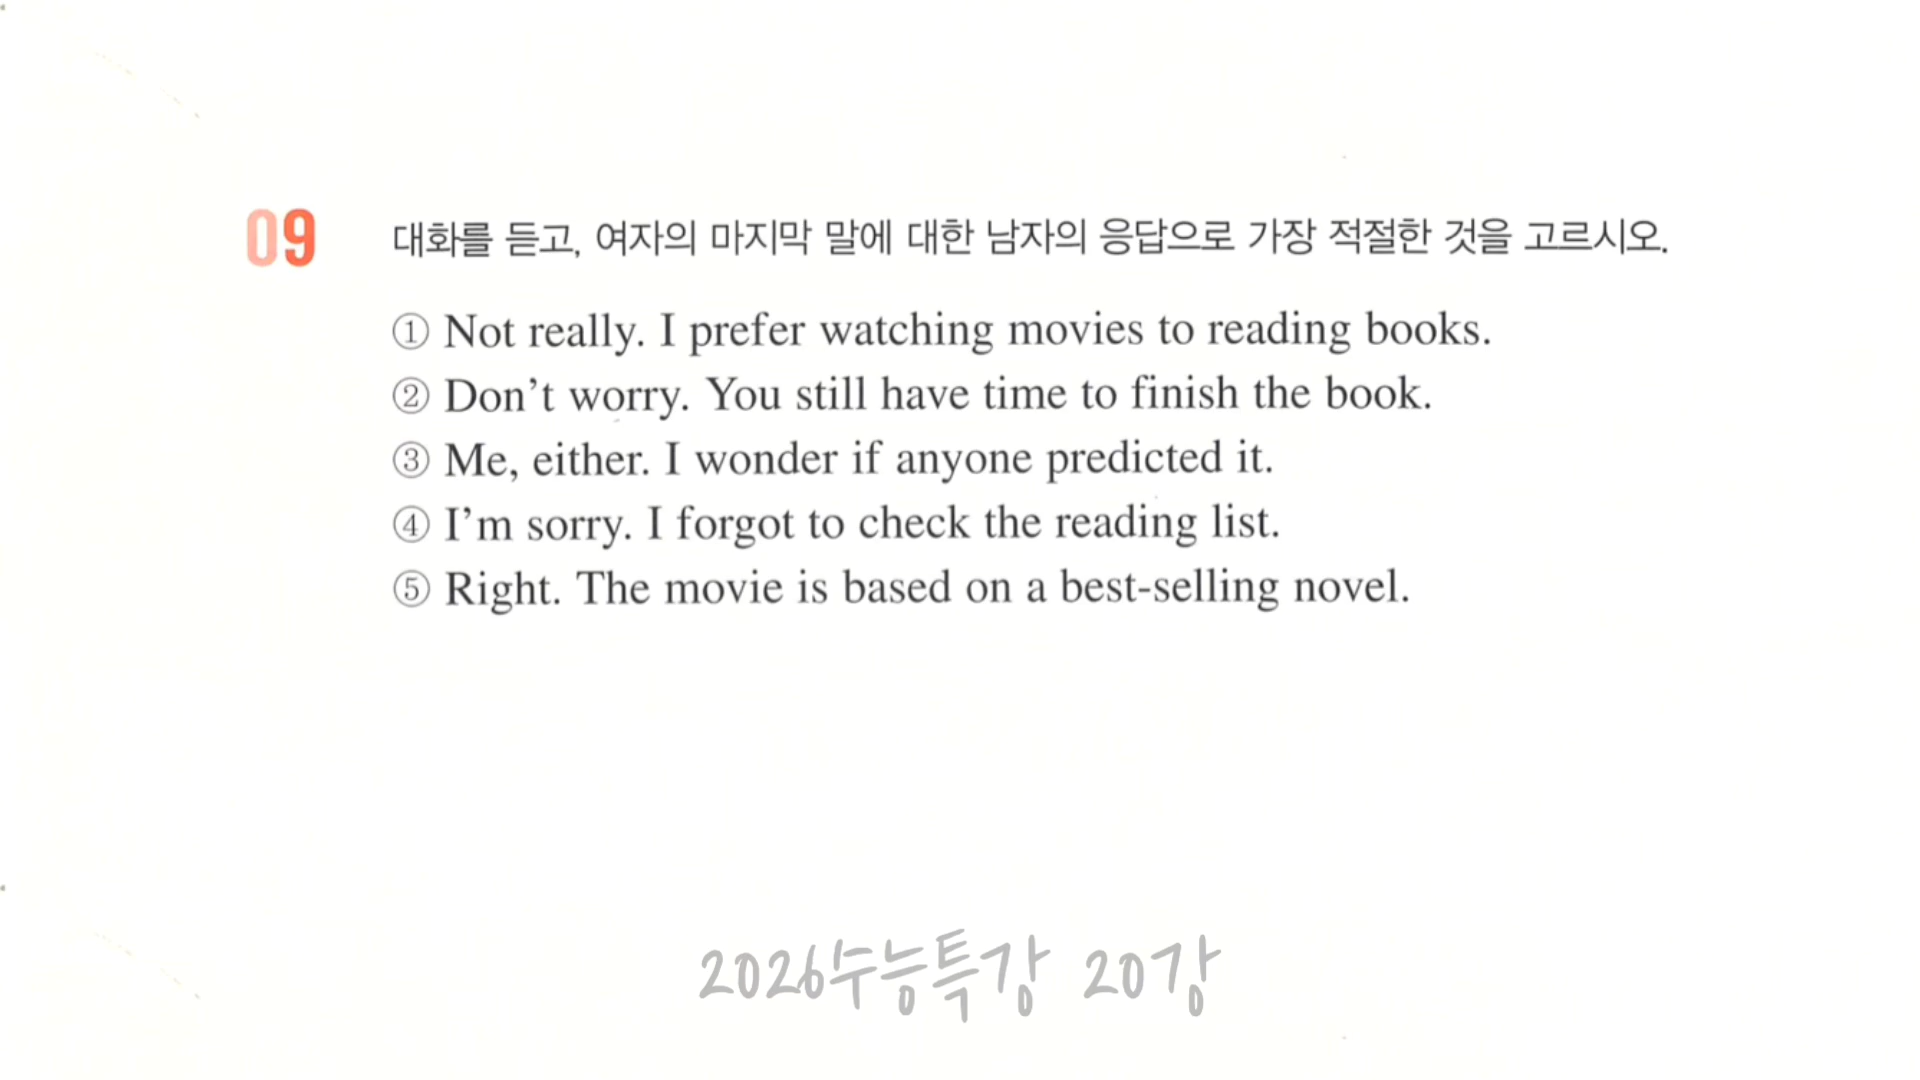 09 대화를 듣고, 여자의 마지막 말에 대한 남자의 응답으로 가장 적절한 것을 고르시오.
① Not really. I prefer watching movies to reading books.
② Don't worry. You still have time to finish the book.
③ Me, either. I wonder if anyone predicted it.
④ I'm sorry. I forgot to check the reading list.
⑤ Right. The movie is based on a best-selling novel.
2026수능특강 20강